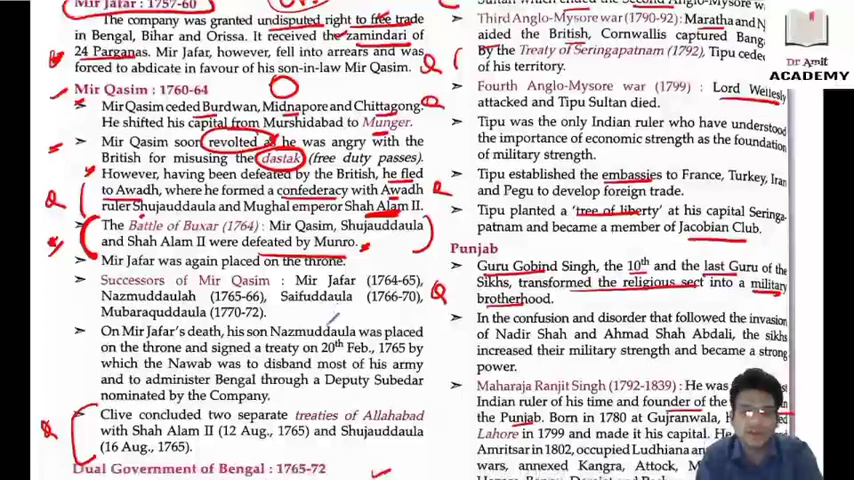 Mir Jafar : 1757-60
The company was granted undisputed right to free trade
in Bengal, Bihar and Orissa. It received the zamindari of
24 Parganas. Mir Jafar, however, fell into arrears and was
forced to abdicate in favour of his son-in-law Mir Qasim.
Mir Qasim : 1760-64
Mir Qasim ceded Burdwan, Midnapore and Chittagong.
He shifted his capital from Murshidabad to Munger.
Mir Qasim soon revolted as he was angry with the
British for misusing the dastak (free duty passes).
However, having been defeated by the British, he fled
to Awadh, where he formed a confederacy with Awadh
ruler Shujauddaula and Mughal emperor Shah Alam II.
The Battle of Buxar (1764) : Mir Qasim, Shujauddaula
and Shah Alam II were defeated by Munro.
Mir Jafar was again placed on the throne.
Successors of Mir Qasim : Mir Jafar (1764-65),
Nazmuddaulah (1765-66), Saifuddaula (1766-70),
Mubaraquddaula (1770-72).
On Mir Jafar's death, his son Nazmuddaula was placed
on the throne and signed a treaty on 20th Feb., 1765 by
which the Nawab was to disband most of his army
and to administer Bengal through a Deputy Subedar
nominated by the Company.
Clive concluded two separate treaties of Allahabad
with Shah Alam II (12 Aug., 1765) and Shujauddaula
(16 Aug., 1765).
Dual Government of Bengal : 1765-72
Sultan which ended the Second Anglo-Mysore
Third Anglo-Mysore war (1790-92) : Maratha and N
aided the British, Cornwallis captured Bang
By the Treaty of Seringapatnam (1792), Tipu cede
of his territory.
Fourth Anglo-Mysore war (1799) : Lord Wellesly
attacked and Tipu Sultan died.
Tipu was the only Indian ruler who have understood
the importance of economic strength as the foundation
of military strength.
Tipu established the embassies to France, Turkey, Iran
and Pegu to develop foreign trade.
Tipu planted a 'tree of liberty' at his capital Seringa-
patnam and became a member of Jacobian Club.
Punjab
Guru Gobind Singh, the 10th and the last Guru of the
Sikhs, transformed the religious sect into a military
brotherhood.
In the confusion and disorder that followed the invasion
of Nadir Shah and Ahmad Shah Abdali, the sikhs
increased their military strength and became a strong
power.
Maharaja Ranjit Singh (1792-1839) : He was
Indian ruler of his time and founder of the
the Punjab. Born in 1780 at Gujranwala,
Lahore in 1799 and made it his capital. He
Amritsar in 1802, occupied Ludhiana an
wars, annexed Kangra, Attock, M
Dr Amit
ACADEMY